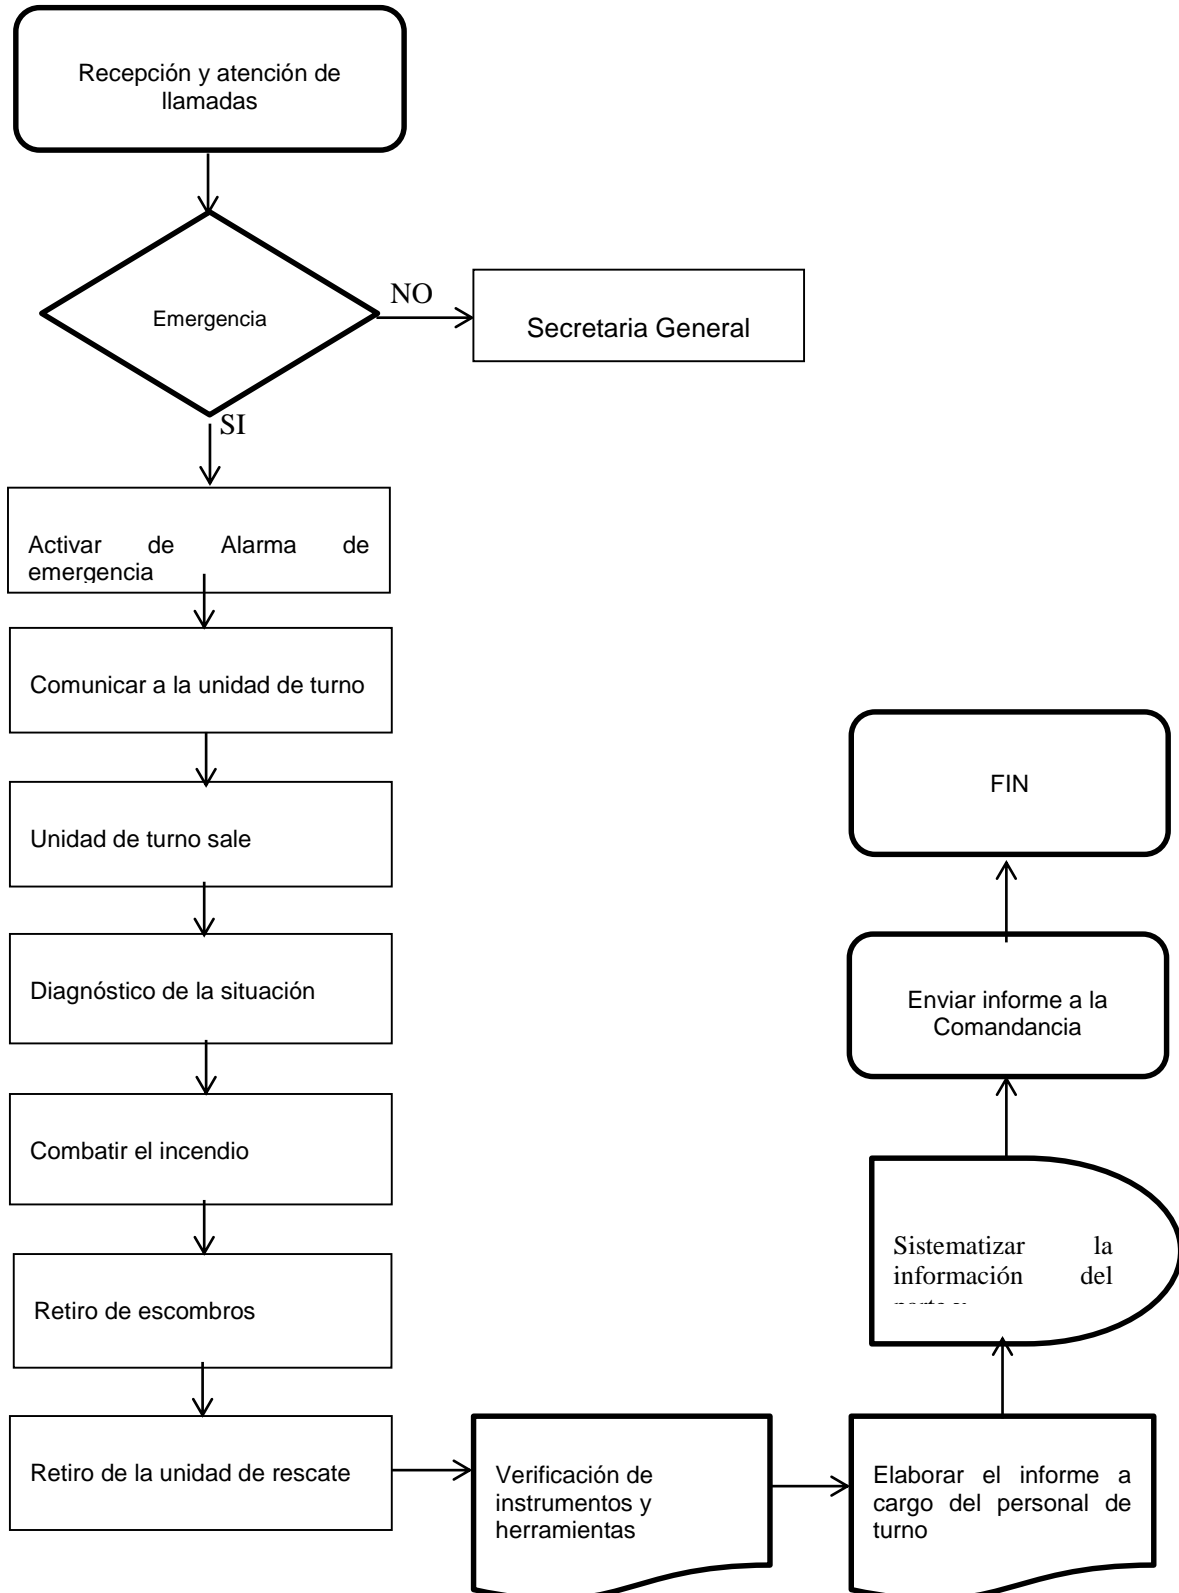 Recepción y atención de
llamadas
Emergencia
NO
Secretaria General
SI
Activar de Alarma de
emergencia
Comunicar a la unidad de turno
Unidad de turno sale
Diagnóstico de la situación
Combatir el incendio
Retiro de escombros
Retiro de la unidad de rescate
Verificación de
instrumentos y
herramientas
Elaborar el informe a
cargo del personal de
turno
Sistematizar la
información del
Enviar informe a la
Comandancia
FIN